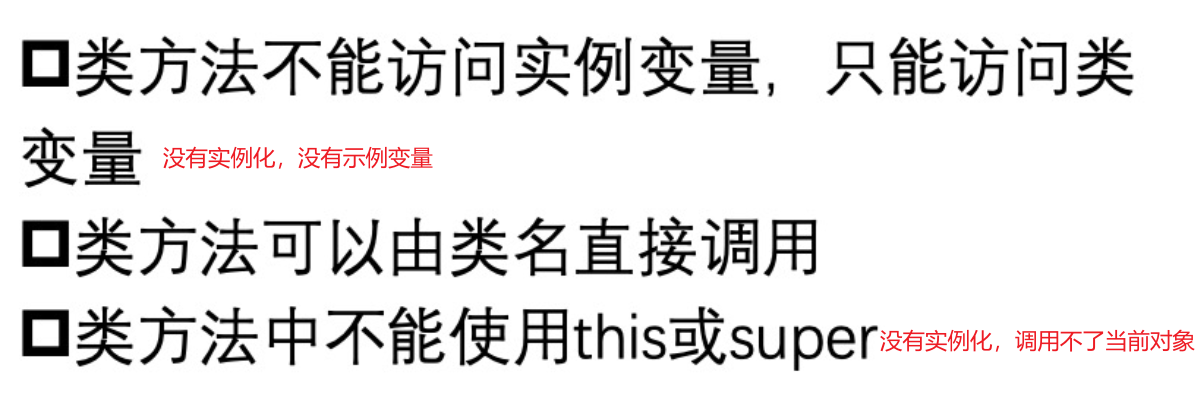 类方法不能访问实例变量，只能访问类
变量 没有实例化，没有示例变量
类方法可以由类名直接调用
类方法中不能使用this或super没有实例化，调用不了当前对象